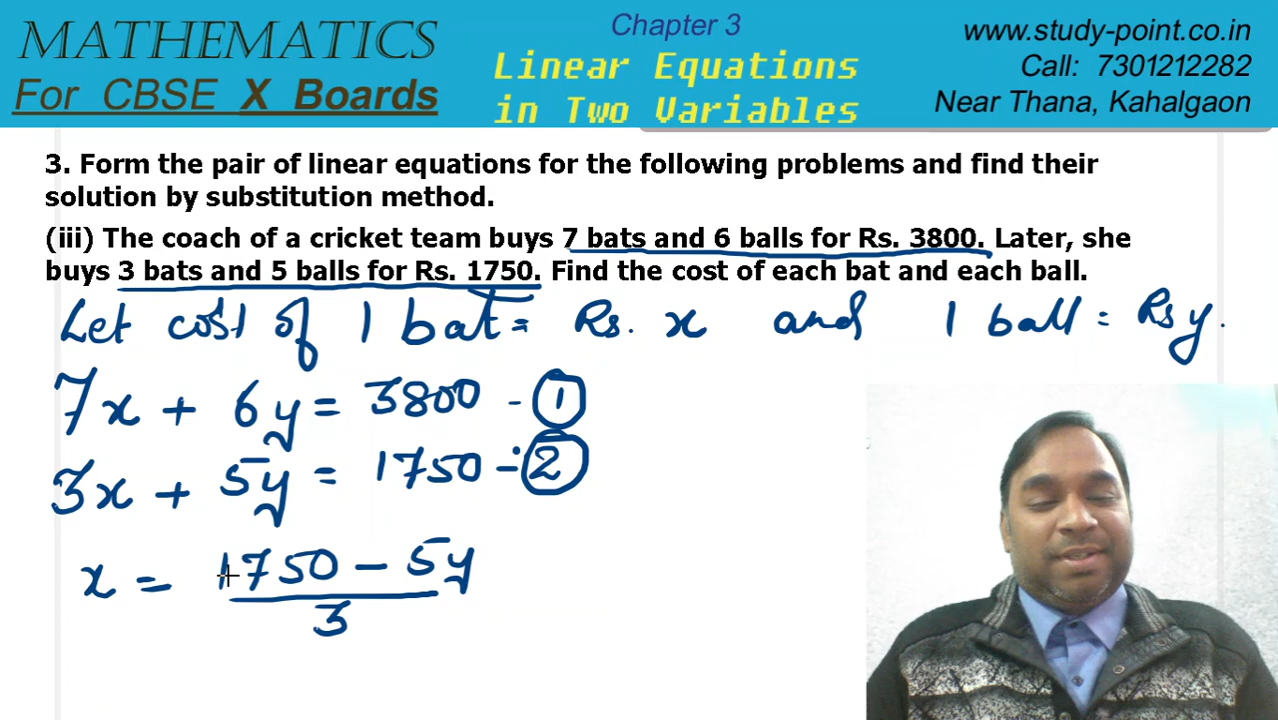 MATHEMATICS
For CBSE X Boards
Chapter 3
Linear Equations
in Two Variables
www.study-point.co.in
Call: 7301212282
Near Thana, Kahalgaon
3. Form the pair of linear equations for the following problems and find their
solution by substitution method.
(iii) The coach of a cricket team buys 7 bats and 6 balls for Rs. 3800. Later, she
buys 3 bats and 5 balls for Rs. 1750. Find the cost of each bat and each ball.
Let cost of 1 bat = Rs. x and 1 ball = Rs y.
7x + 6y = 3800 - 1
3x + 5y = 1750 - 2
x = 1750 - 5y
3